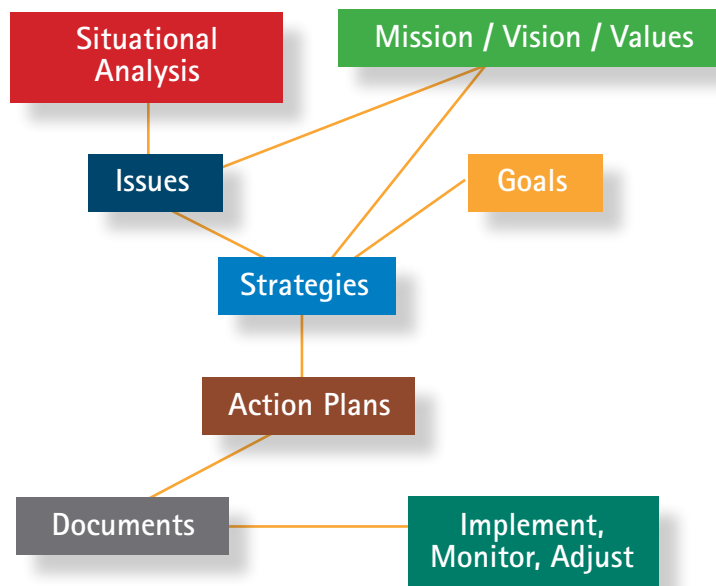 Situational
Analysis
Mission / Vision / Values
Issues
Goals
Strategies
Action Plans
Documents
Implement,
Monitor, Adjust